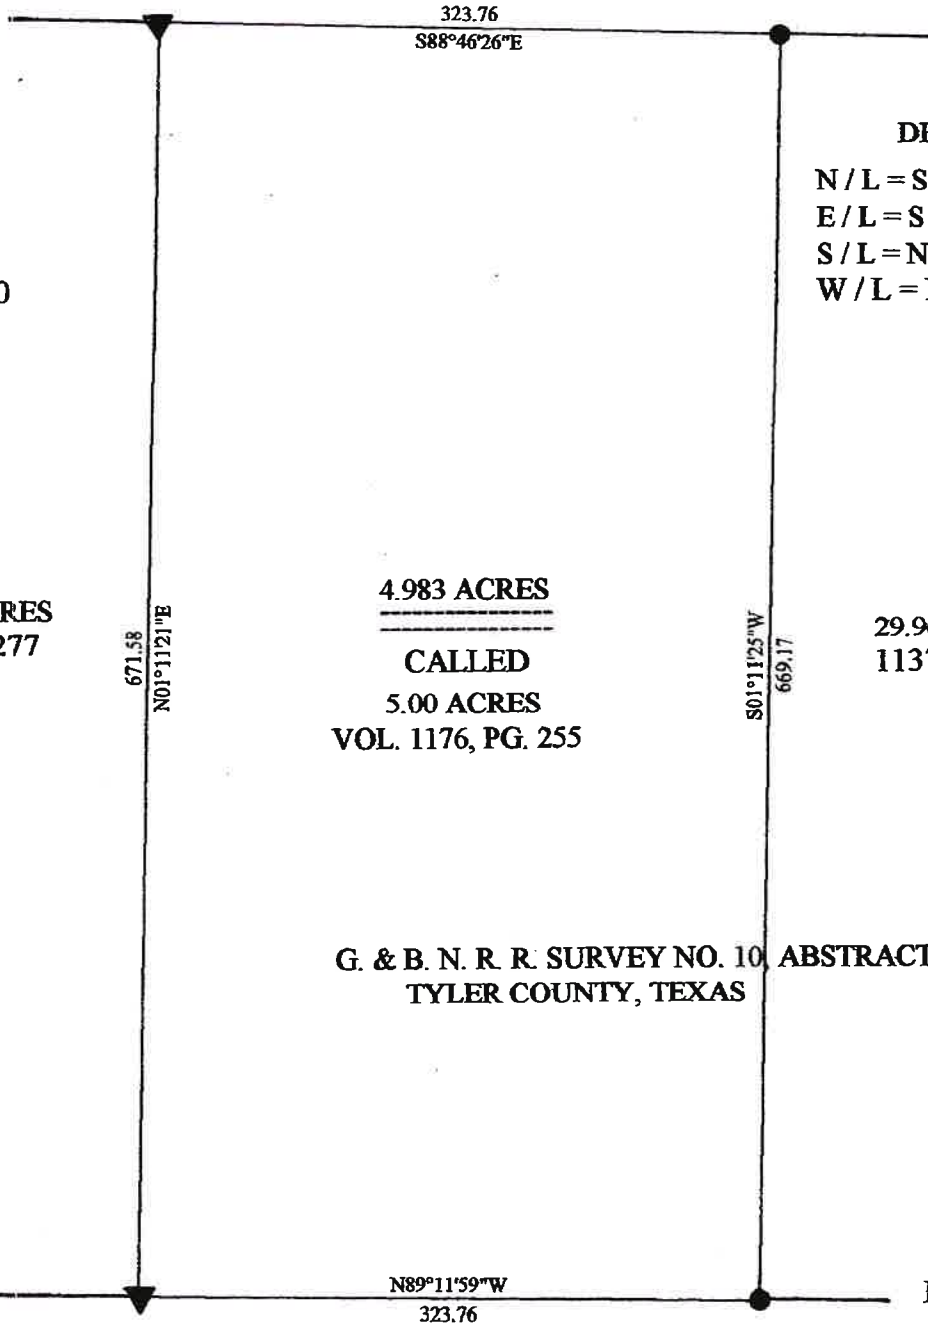 323.76
S88°46'26"E
DE
N / L = S
E / L = S
S / L = N
W / L =
0
RES
277
671.58
N01°11'21"E
4.983 ACRES
CALLED
5.00 ACRES
VOL. 1176, PG. 255
S01°11'25"W
669.17
29.9
113
G. & B. N. R. R. SURVEY NO. 10, ABSTRACT
TYLER COUNTY, TEXAS
N89°11'59"W
323.76